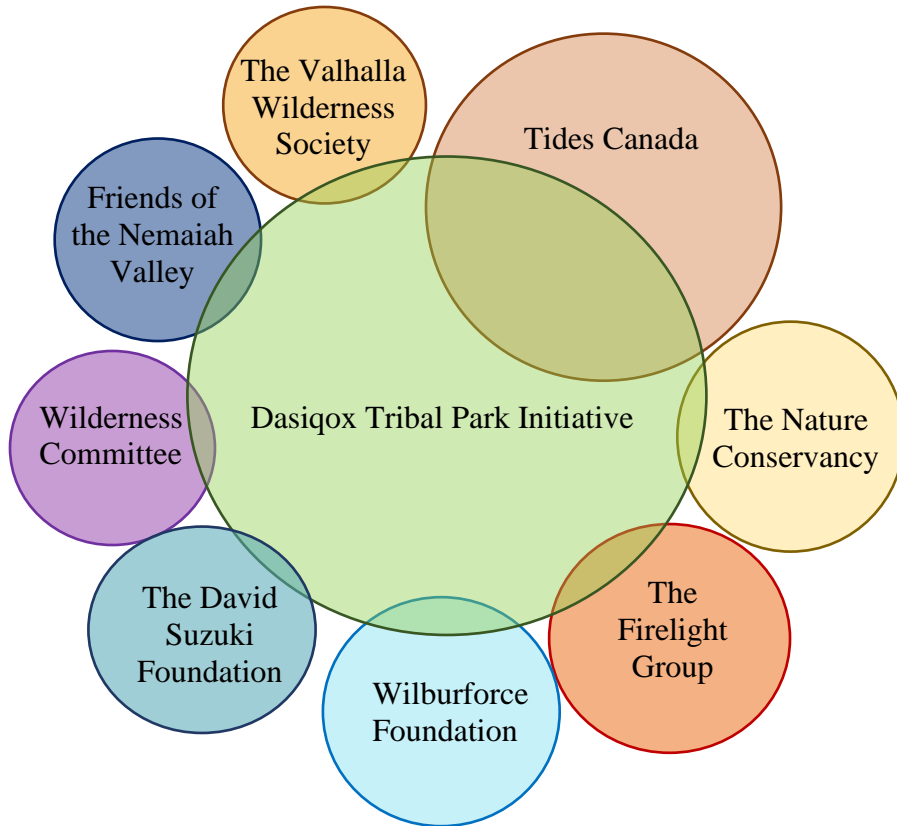 The Valhalla
Wilderness
Society
Tides Canada
Friends of
the Nemaiah
Valley
Dasiqox Tribal Park Initiative
Wilderness
Committee
The Nature
Conservancy
The David
Suzuki
Foundation
The
Firelight
Group
Wilburforce
Foundation